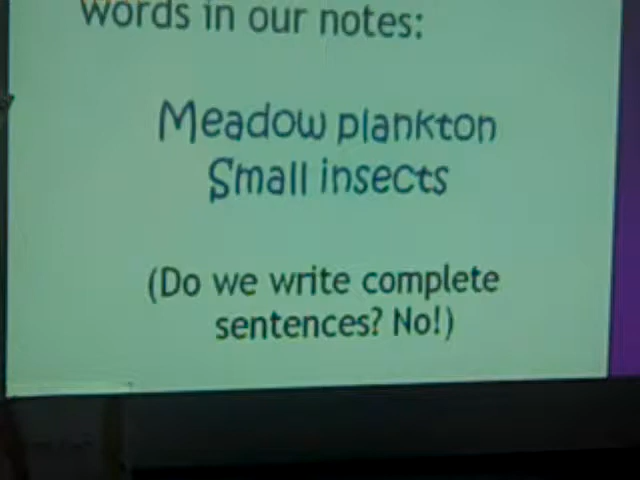 words in our notes:
Meadow plankton
Small insects
(Do we write complete
sentences? No!)